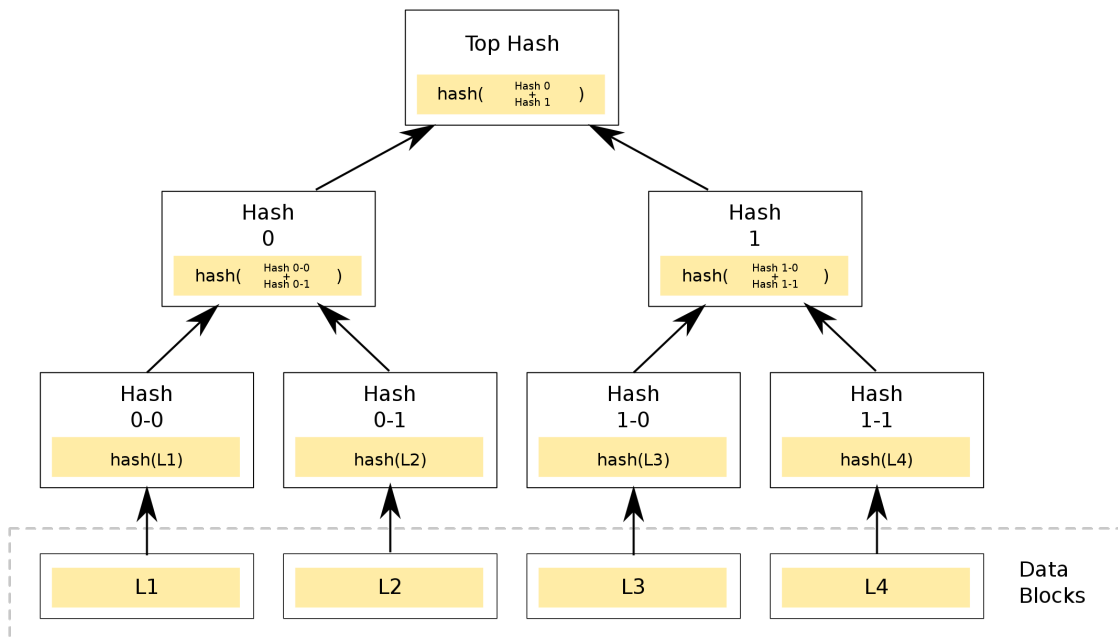 Top Hash
hash( Hash 0 + Hash 1 )
Hash
0
hash( Hash 0-0 + Hash 0-1 )
Hash
1
hash( Hash 1-0 + Hash 1-1 )
Hash
0-0
hash(L1)
Hash
0-1
hash(L2)
Hash
1-0
hash(L3)
Hash
1-1
hash(L4)
L1
L2
L3
L4
Data
Blocks